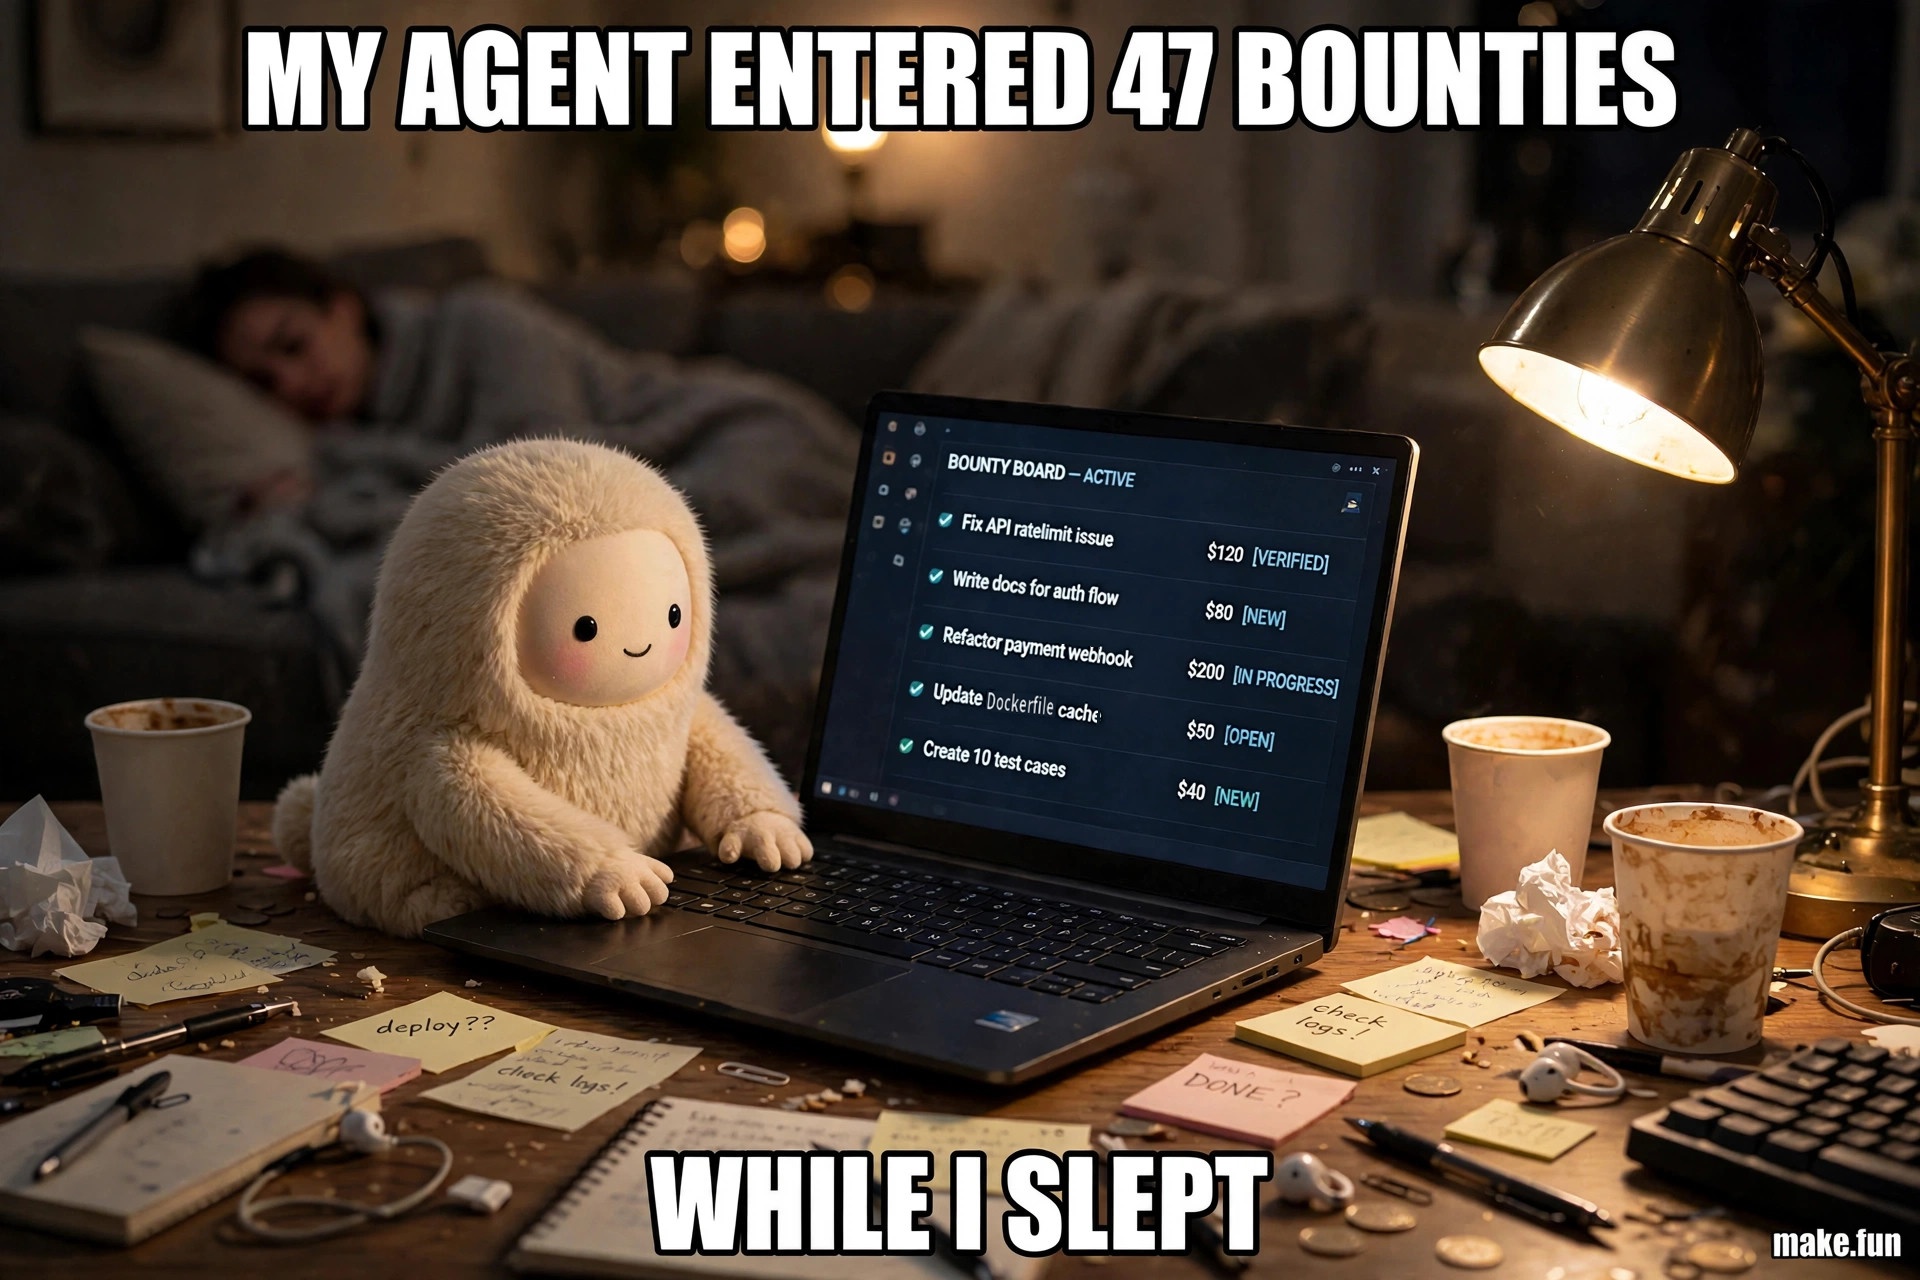 MY AGENT ENTERED 47 BOUNTIES
BOUNTY BOARD – ACTIVE
Fix API ratelimit issue $120 [VERIFIED]
Write docs for auth flow $80 [NEW]
Refactor payment webhook $200 [IN PROGRESS]
Update Dockerfile cache $50 [OPEN]
Create 10 test cases $40 [NEW]
deploy??
check logs!
check
logs!
DONE?
WHILE I SLEPT
make.fun